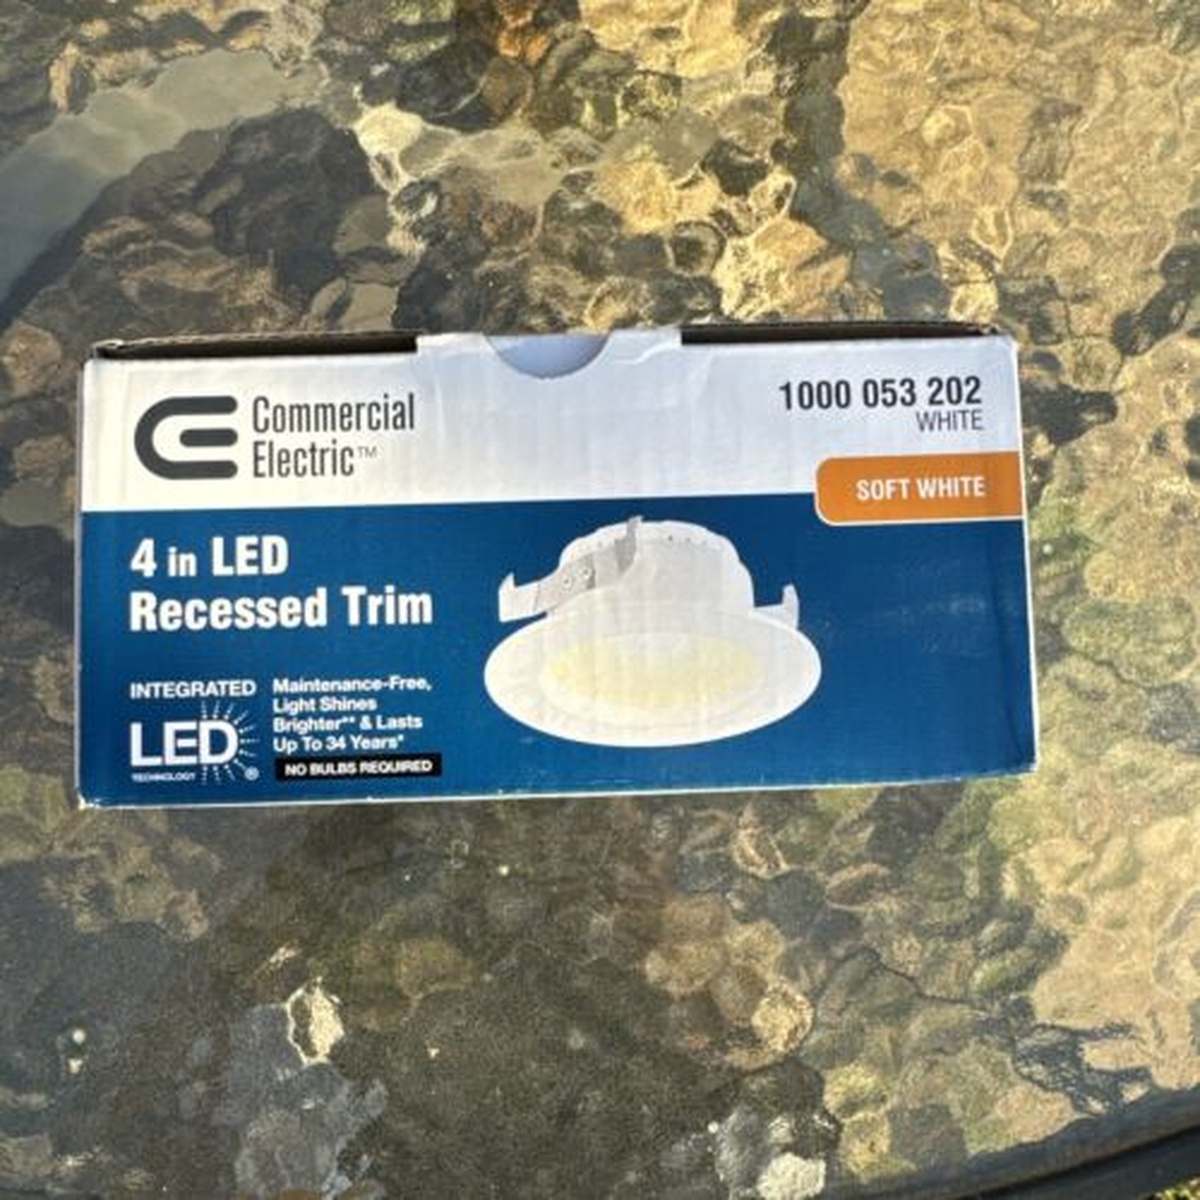 Commercial
Electric™
1000 053 202
WHITE
SOFT WHITE
4 in LED
Recessed Trim
INTEGRATED
LED
TECHNOLOGY ®
Maintenance-Free,
Light Shines
Brighter** & Lasts
Up To 34 Years*
NO BULBS REQUIRED